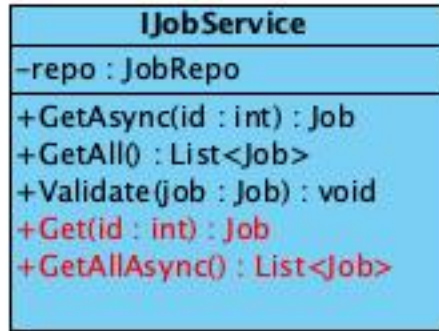 IJobService
-repo : JobRepo
+GetAsync(id : int) : Job
+GetAll() : List<Job>
+Validate(job : Job) : void
+Get(id : int) : Job
+GetAllAsync() : List<Job>